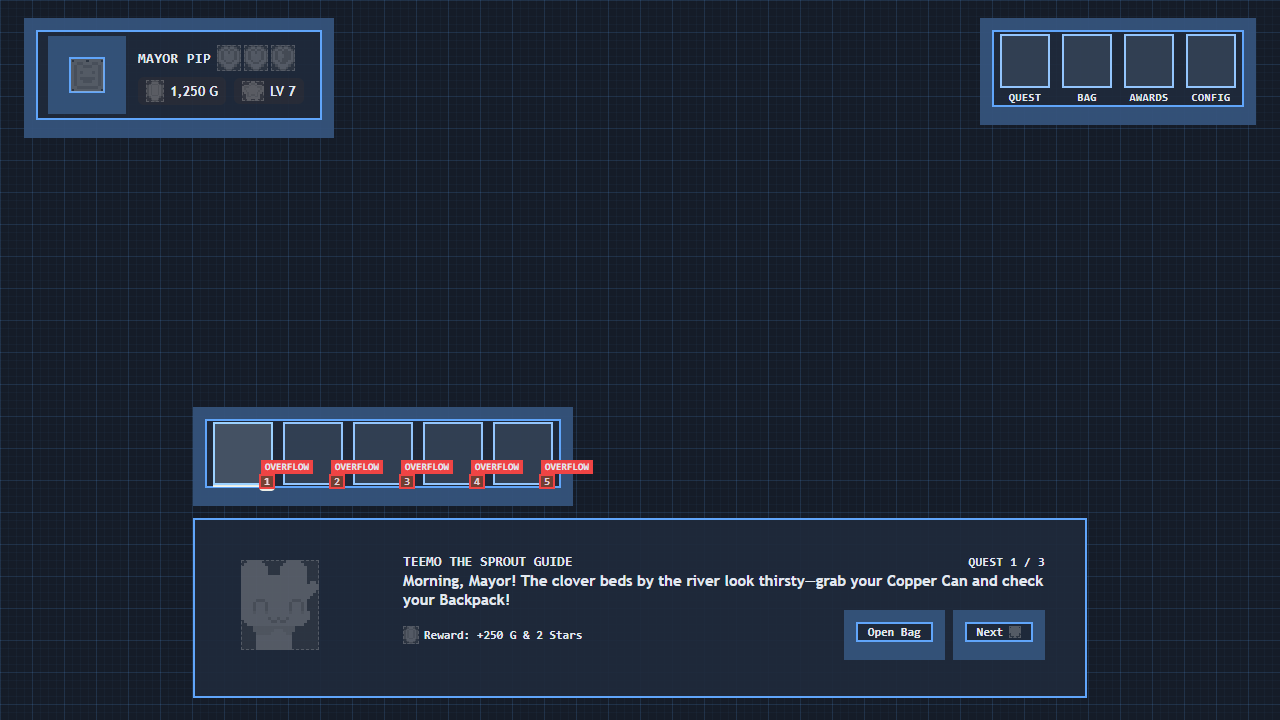 MAYOR PIP
1,250 G
LV 7
QUEST
BAG
AWARDS
CONFIG
OVERFLOW
OVERFLOW
OVERFLOW
OVERFLOW
OVERFLOW
1
2
3
4
5
TEEMO THE SPROUT GUIDE
QUEST 1 / 3
Morning, Mayor! The clover beds by the river look thirsty—grab your Copper Can and check
your Backpack!
Reward: +250 G & 2 Stars
Open Bag
Next